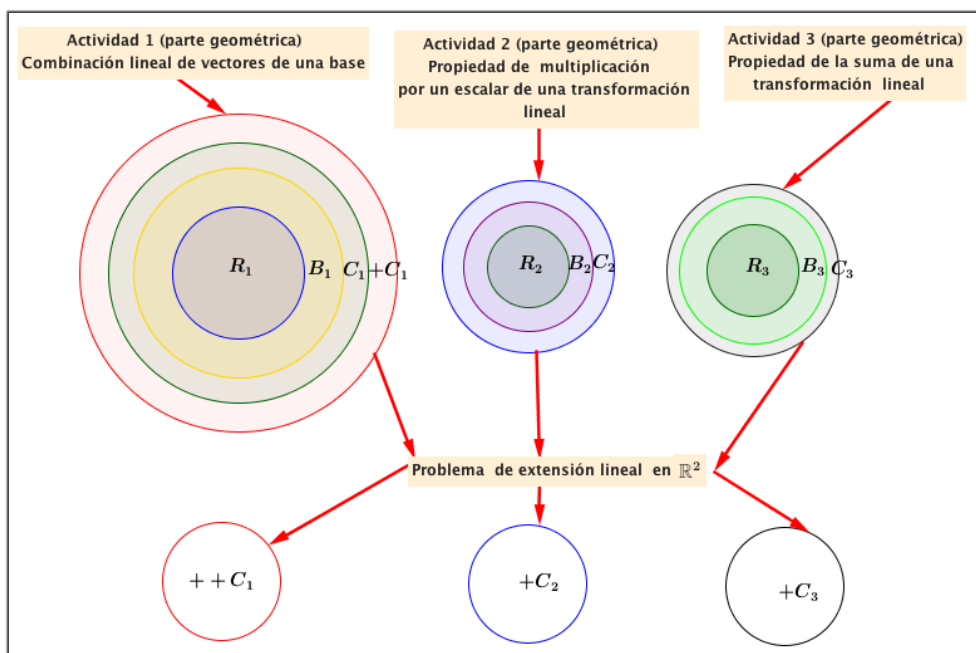 Actividad 1 (parte geométrica)
Combinación lineal de vectores de una base
Actividad 2 (parte geométrica)
Propiedad de multiplicación
por un escalar de una transformación
lineal
Actividad 3 (parte geométrica)
Propiedad de la suma de una
transformación lineal
R₁ B₁ C₁ +C₁
R₂ B₂ C₂
R₃ B₃ C₃
Problema de extensión lineal en ℝ²
++C₁
+C₂
+C₃